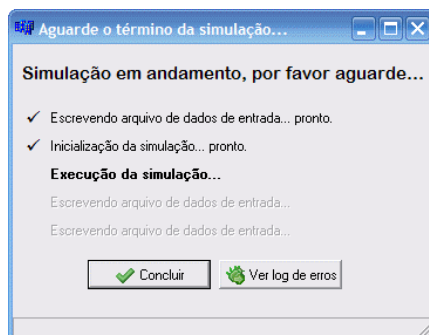 Aguarde o término da simulação...
Simulação em andamento, por favor aguarde...
Escrevendo arquivo de dados de entrada... pronto.
Inicialização da simulação... pronto.
Execução da simulação...
Escrevendo arquivo de dados de entrada...
Escrevendo arquivo de dados de entrada...
Concluir
Ver log de erros